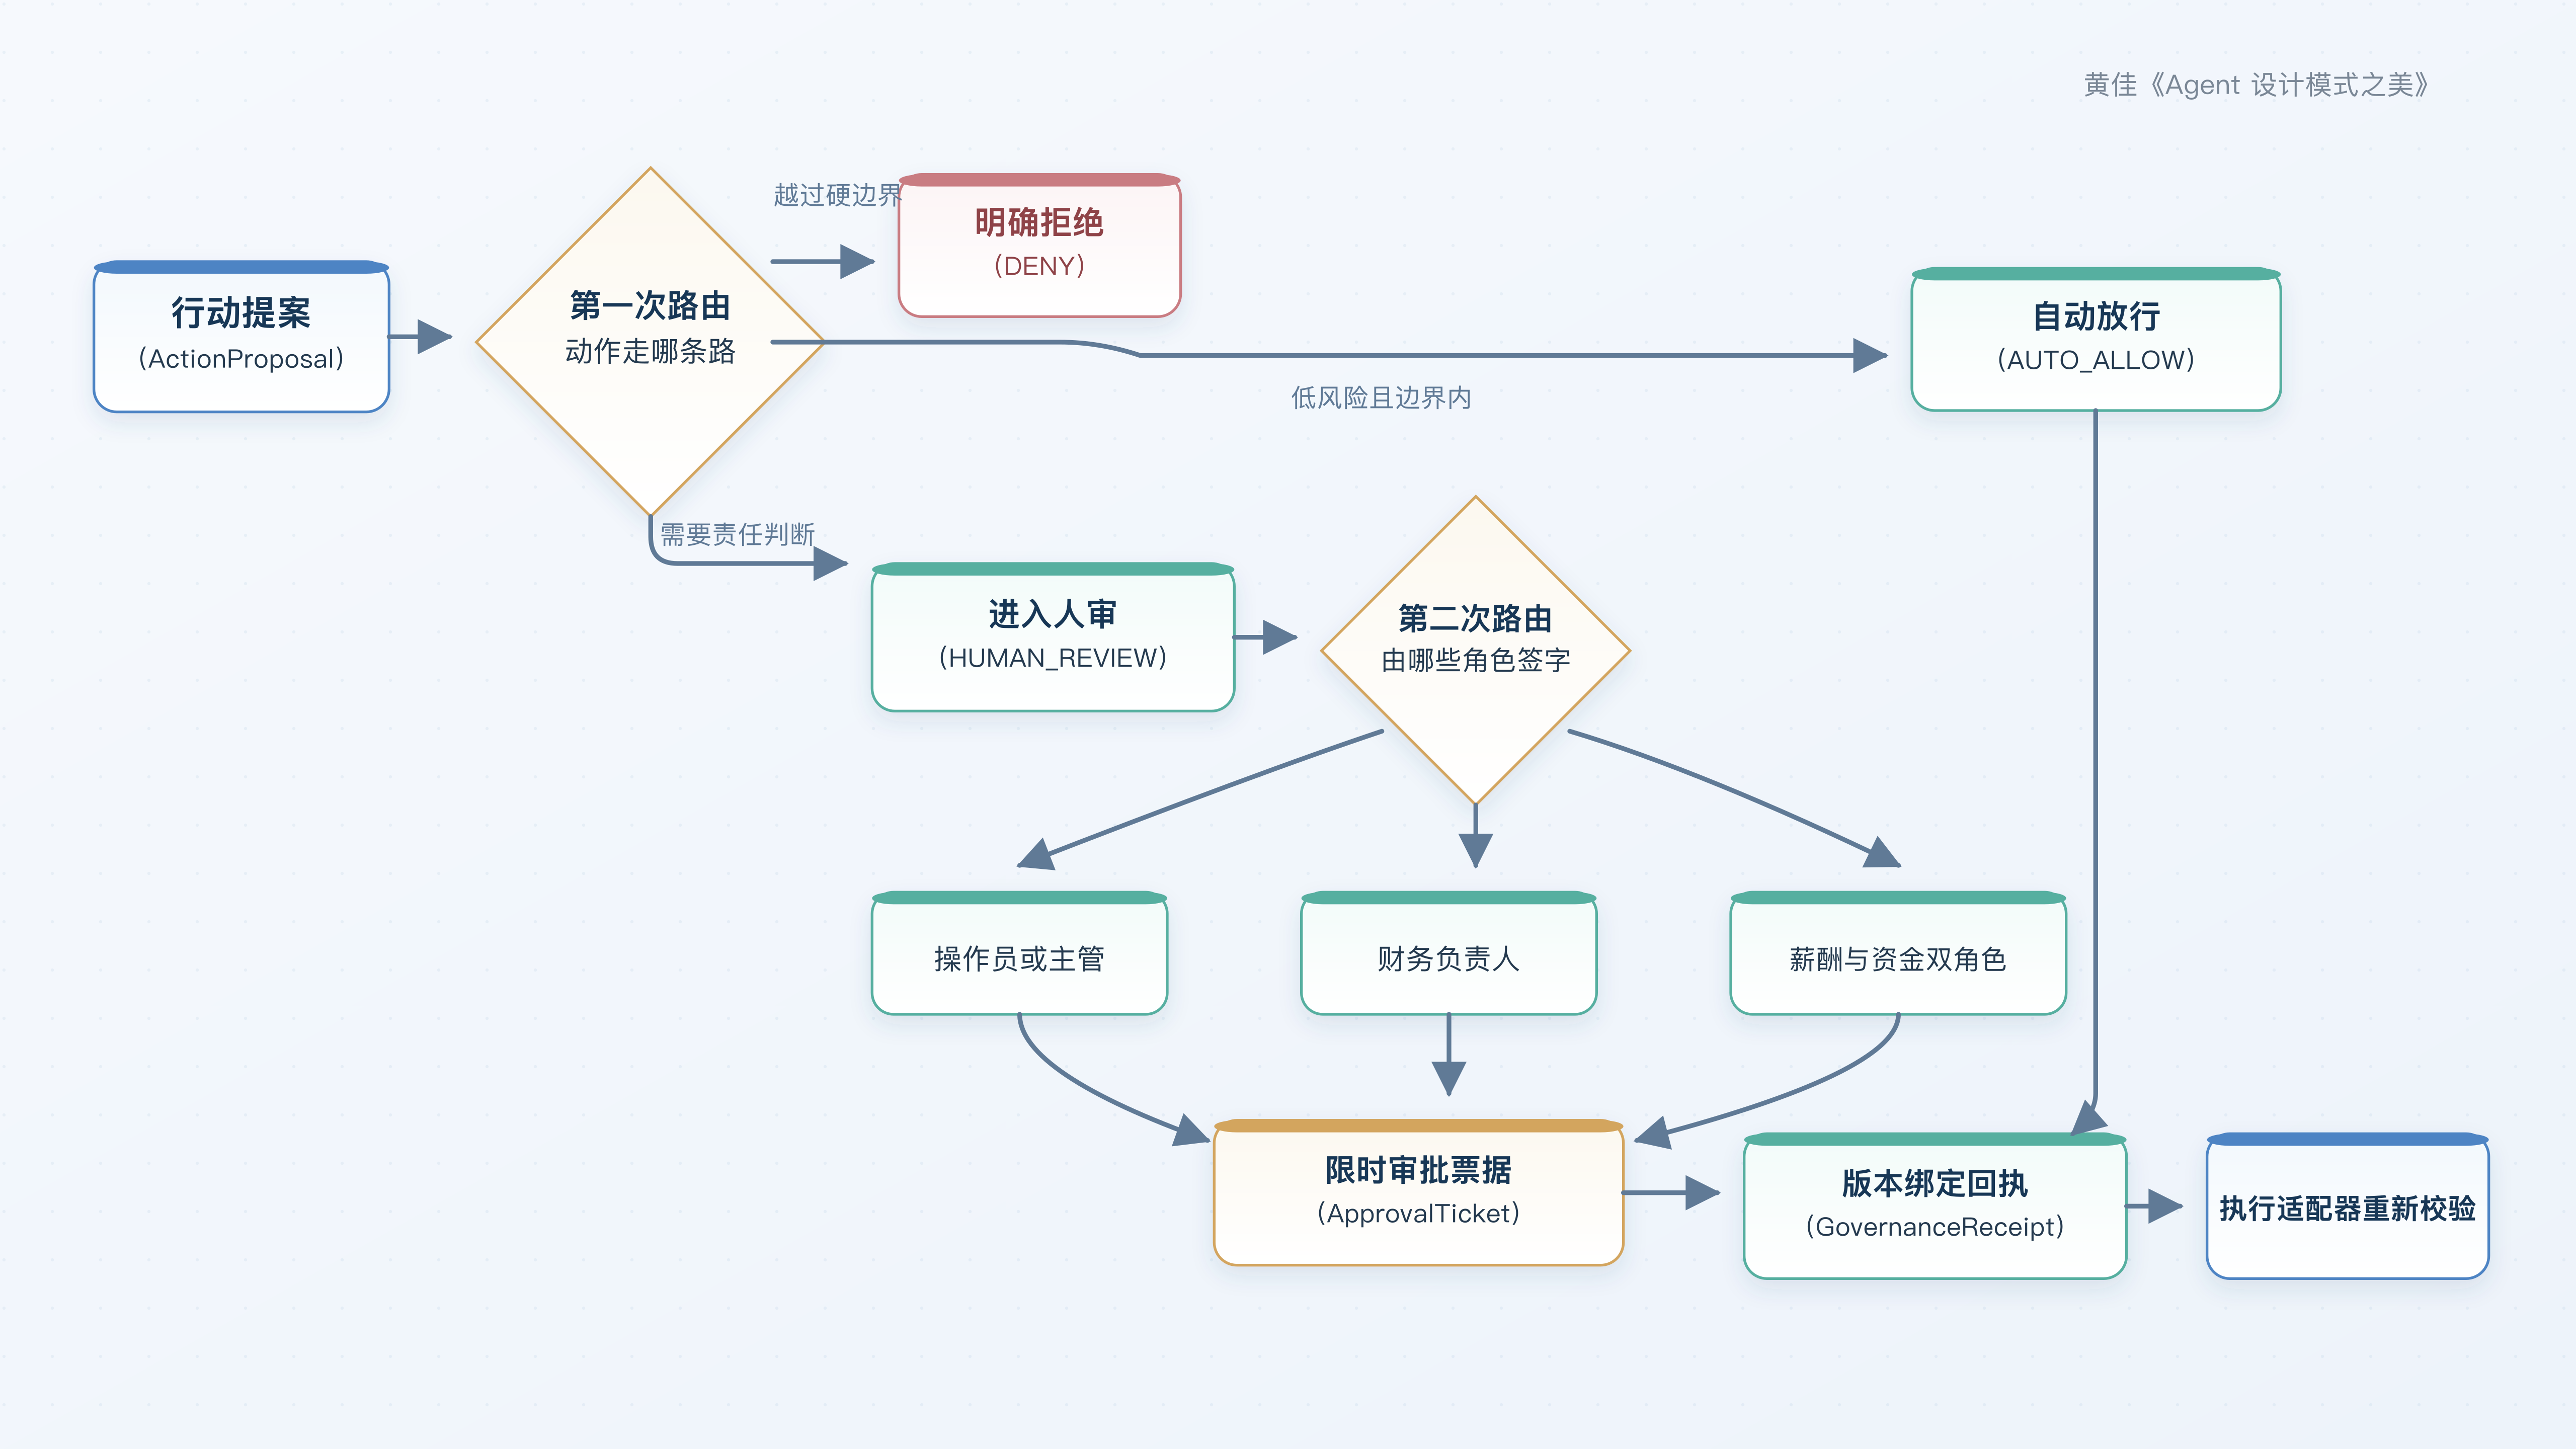 黄佳《Agent 设计模式之美》
越过硬边界
明确拒绝
(DENY)
行动提案
(ActionProposal)
第一次路由
动作走哪条路
自动放行
(AUTO_ALLOW)
低风险且边界内
需要责任判断
进入人审
(HUMAN_REVIEW)
第二次路由
由哪些角色签字
操作员或主管
财务负责人
薪酬与资金双角色
限时审批票据
(ApprovalTicket)
版本绑定回执
(GovernanceReceipt)
执行适配器重新校验